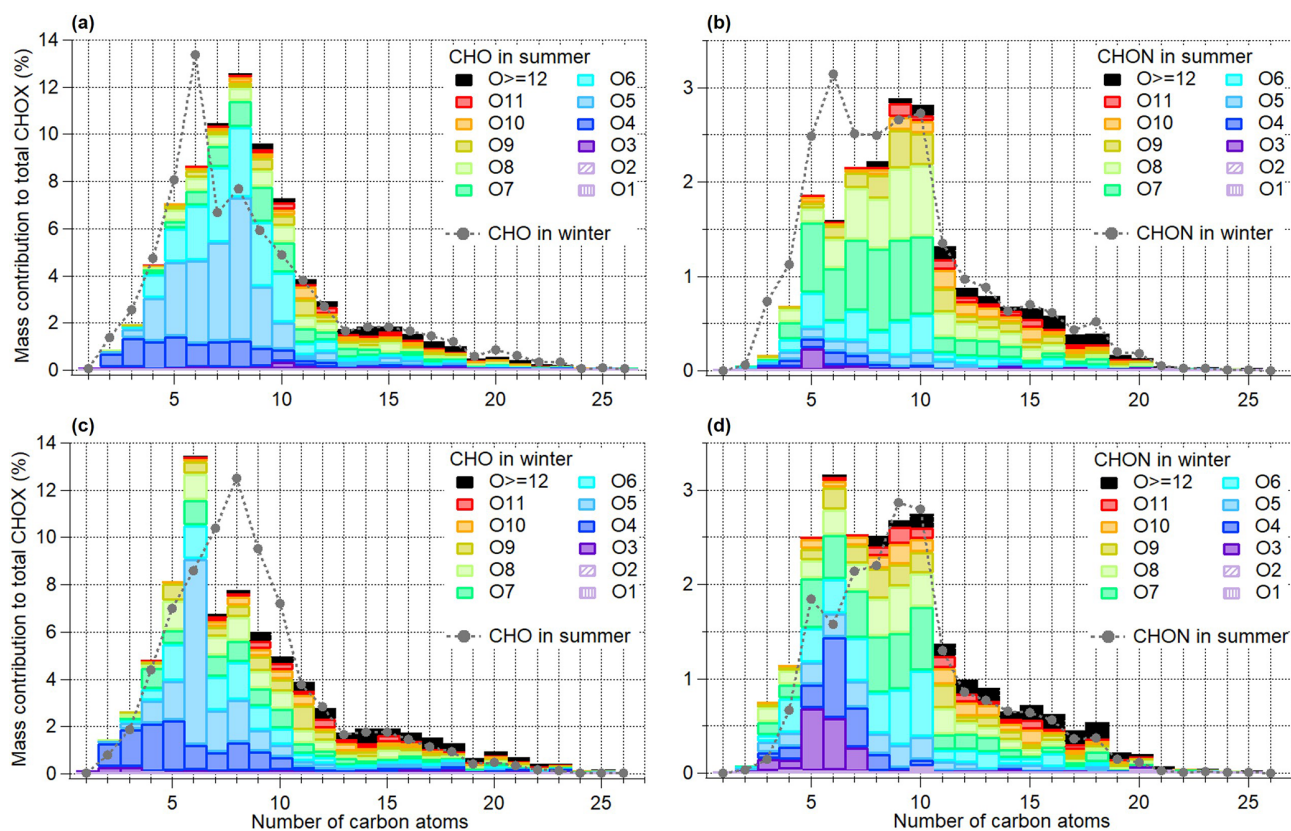 (a)
(b)
Mass contribution to total CHOX (%)
14
12
10
8
6
4
2
0
CHO in summer
O>=12
O6
O11
O5
O10
O4
O9
O3
O8
O2
O7
O1
CHO in winter
5
10
15
20
25
3
2
1
0
CHON in summer
O>=12
O6
O11
O5
O10
O4
O9
O3
O8
O2
O7
O1
CHON in winter
5
10
15
20
25
(c)
(d)
Mass contribution to total CHOX (%)
14
12
10
8
6
4
2
0
CHO in winter
O>=12
O6
O11
O5
O10
O4
O9
O3
O8
O2
O7
O1
CHO in summer
5
10
15
20
25
Number of carbon atoms
3
2
1
0
CHON in winter
O>=12
O6
O11
O5
O10
O4
O9
O3
O8
O2
O7
O1
CHON in summer
5
10
15
20
25
Number of carbon atoms